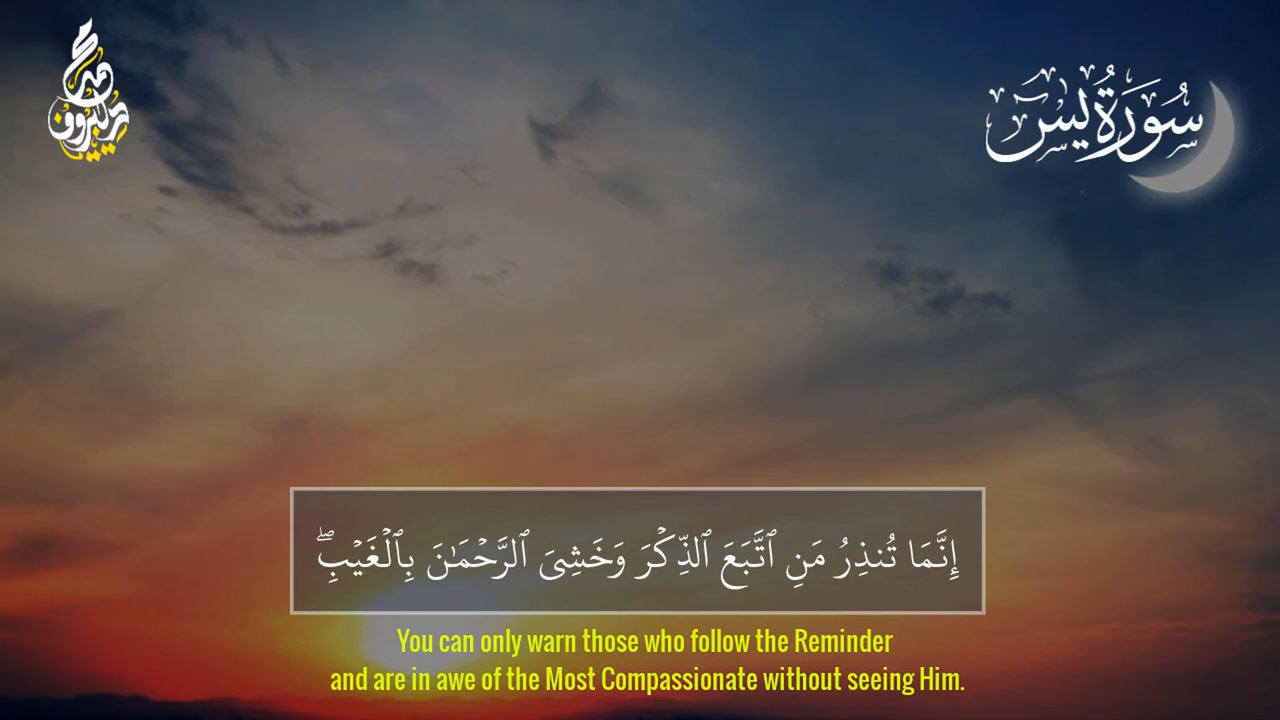 سُورَةُ يسٓ
إِنَّمَا تُنذِرُ مَنِ ٱتَّبَعَ ٱلذِّكْرَ وَخَشِىَ ٱلرَّحْمَـٰنَ بِٱلْغَيْبِ ۖ
You can only warn those who follow the Reminder
and are in awe of the Most Compassionate without seeing Him.